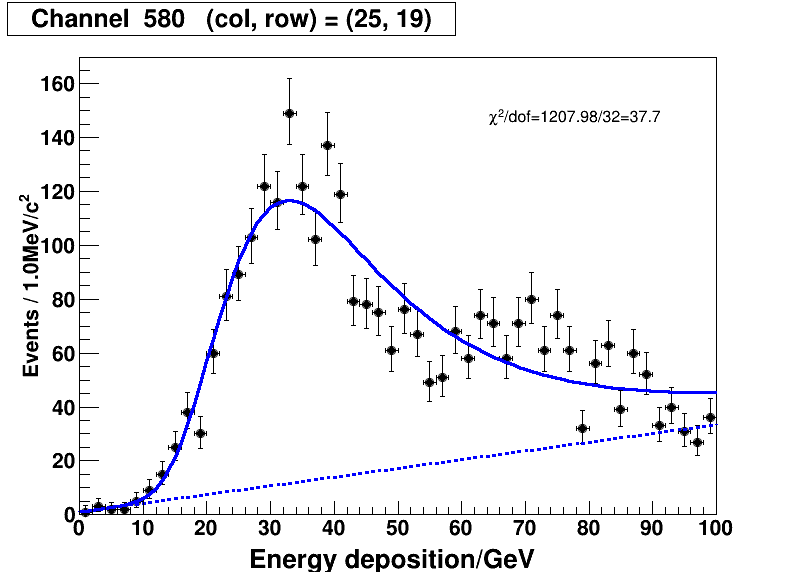 Channel 580 (col, row) = (25, 19)
χ²/dof=1207.98/32=37.7
Events / 1.0MeV/c²
160
140
120
100
80
60
40
20
0
0 10 20 30 40 50 60 70 80 90 100
Energy deposition/GeV